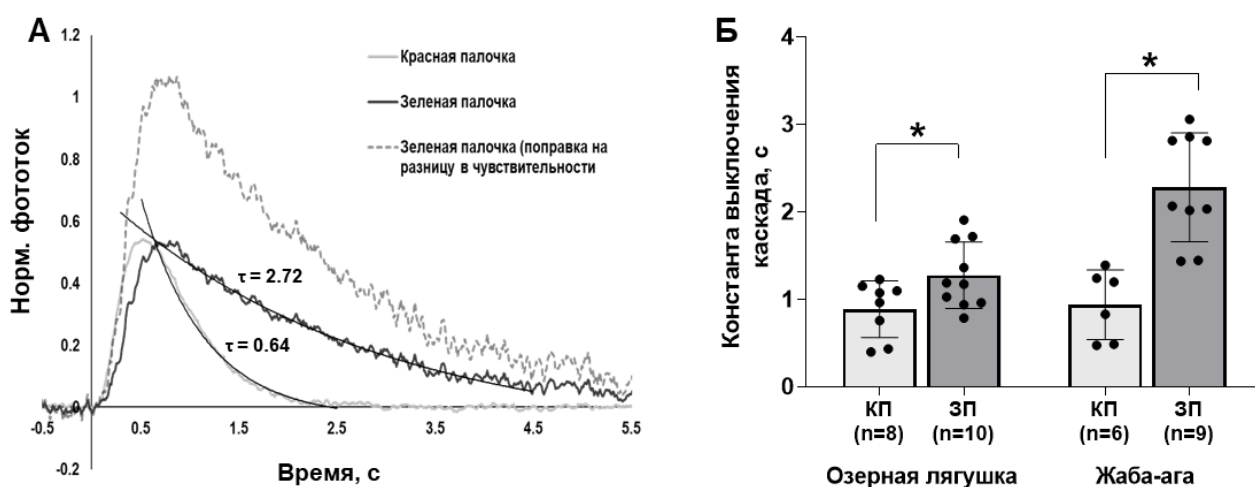 А
Норм. фототок
1.2
1
0.8
0.6
0.4
0.2
0
-0.2
-0.5
0.5
1.5
2.5
3.5
4.5
5.5
Время, с
Красная палочка
Зеленая палочка
Зеленая палочка (поправка на
разницу в чувствительности
τ = 2.72
τ = 0.64
Б
Константа выключения
каскада, с
4
3
2
1
0
*
*
КП
(n=8)
ЗП
(n=10)
КП
(n=6)
ЗП
(n=9)
Озерная лягушка
Жаба-ага